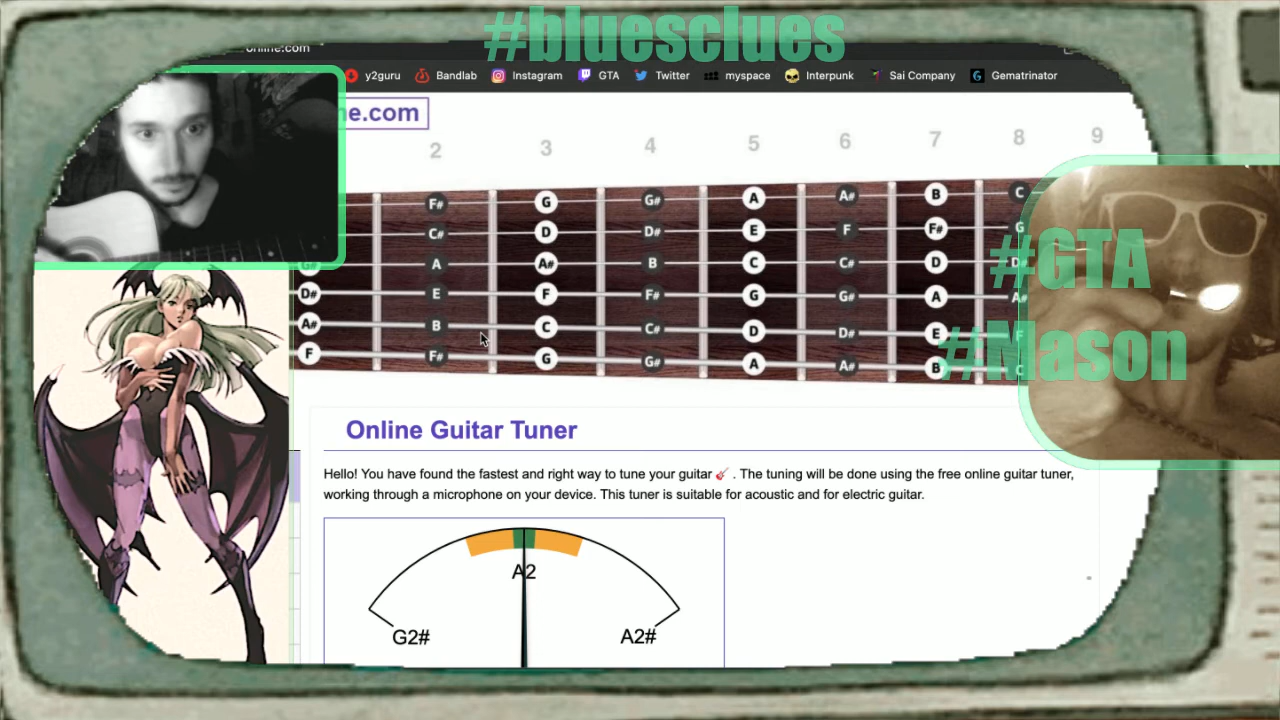 #bluesclues
online.com
y2guru Bandlab Instagram GTA Twitter myspace Interpunk Sai Company Gematrinator
ne.com
2 3 4 5 6 7 8 9
F# G G# A A# B C
C# D D# E F F# G
G# A A# B C C# D D#
D# E F F# G G# A A#
A# B C C# D D# E F
F F# G G# A A# B C
#GTA
#Mason
Online Guitar Tuner
Hello! You have found the fastest and right way to tune your guitar 🎸 . The tuning will be done using the free online guitar tuner,
working through a microphone on your device. This tuner is suitable for acoustic and for electric guitar.
A2
G2# A2#